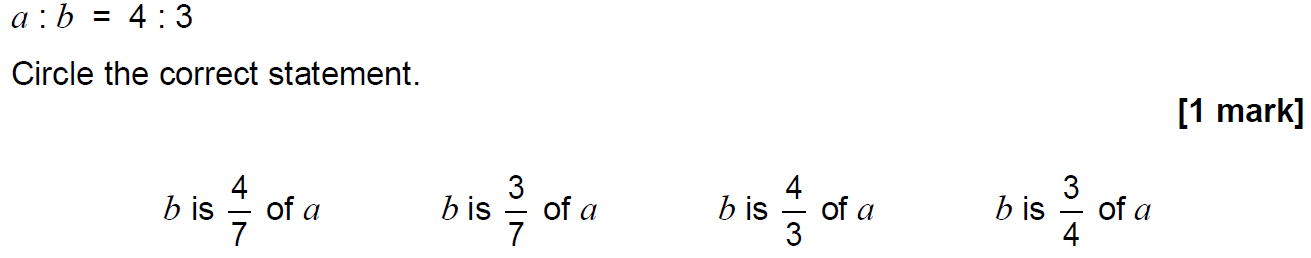 a : b = 4 : 3
Circle the correct statement.
[1 mark]
b is 4/7 of a b is 3/7 of a b is 4/3 of a b is 3/4 of a